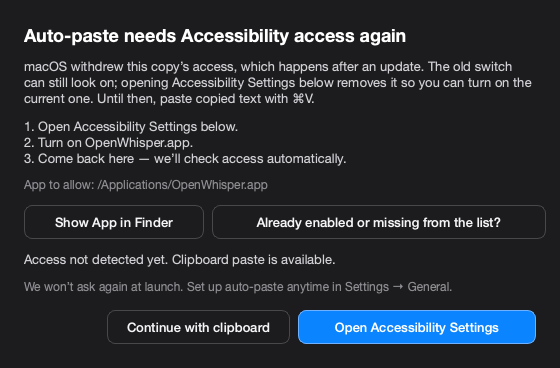 Auto-paste needs Accessibility access again
macOS withdrew this copy’s access, which happens after an update. The old switch
can still look on; opening Accessibility Settings below removes it so you can turn on the
current one. Until then, paste copied text with ⌘V.
1. Open Accessibility Settings below.
2. Turn on OpenWhisper.app.
3. Come back here — we’ll check access automatically.
App to allow: /Applications/OpenWhisper.app
Show App in Finder
Already enabled or missing from the list?
Access not detected yet. Clipboard paste is available.
We won’t ask again at launch. Set up auto-paste anytime in Settings → General.
Continue with clipboard
Open Accessibility Settings